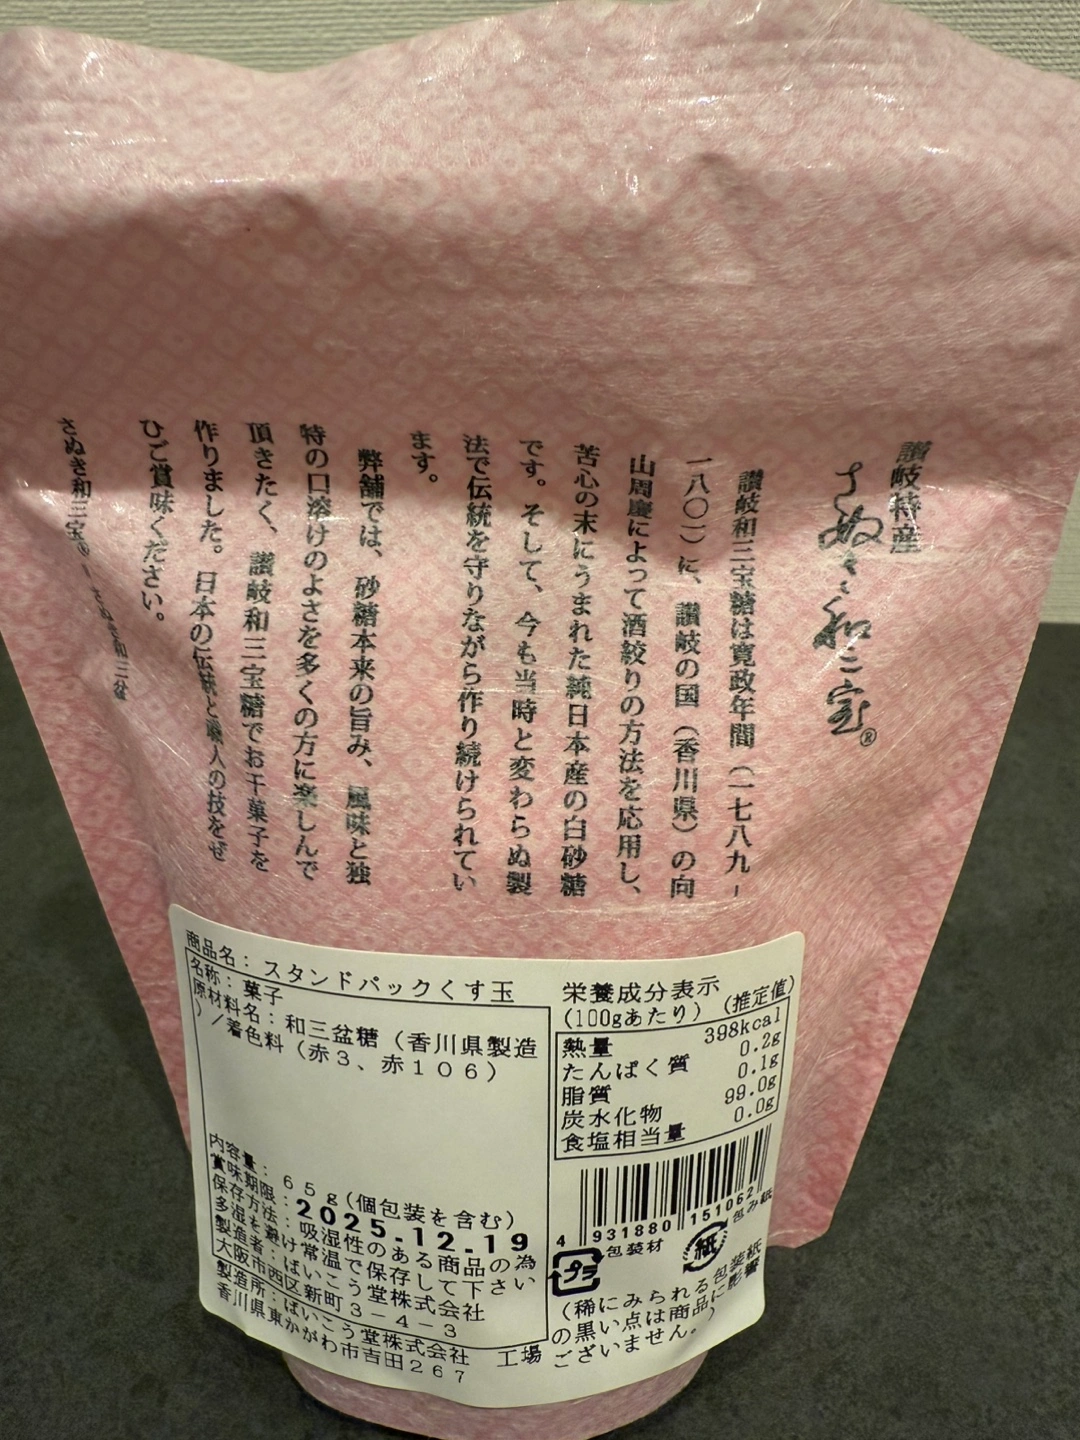 讃岐特産
さぬき和三宝®
讃岐和三宝糖は寛政年間(一七八九-
一八〇一)に、讃岐の国(香川県)の向
山周慶によって酒絞りの方法を応用し、
苦心の末にうまれた純日本産の白砂糖
です。そして、今も当時と変わらぬ製
法で伝統を守りながら作り続けられてい
ます。
弊舗では、砂糖本来の旨み、風味と独
特の口溶けのよさを多くの方に楽しんで
頂きたく、讃岐和三宝糖でお干菓子を
作りました。日本の伝統と職人の技をぜ
ひご賞味ください。
さぬき和三宝®-さぬき和三盆
商品名:スタンドパックくす玉
名称:菓子
原材料名:和三盆糖(香川県製造
)/着色料(赤3、赤106)
内容量:65g(個包装を含む)
賞味期限:2025.12.19
保存方法:吸湿性のある商品の為
多湿を避け常温で保存して下さい
製造者:ばいこう堂株式会社
大阪市西区新町3-4-3
製造所:ばいこう堂株式会社 工場
香川県東かがわ市吉田267
栄養成分表示
(100gあたり) (推定値)
熱量 398kcal
たんぱく質 0.2g
脂質 0.1g
炭水化物 99.0g
食塩相当量 0.0g
4 931880 151062
プラ
包装材
紙
包み紙
包装紙
(稀にみられる
の黒い点は商品に影響
ございません。)